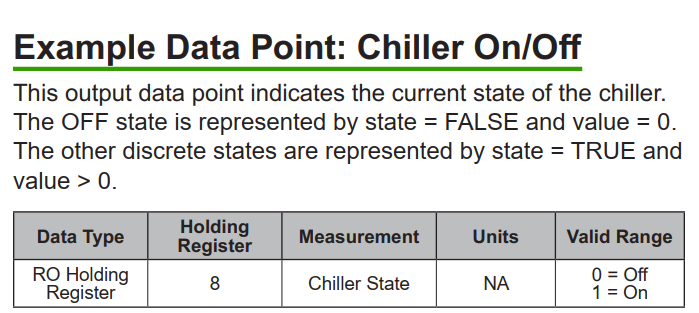 Example Data Point: Chiller On/Off
This output data point indicates the current state of the chiller.
The OFF state is represented by state = FALSE and value = 0.
The other discrete states are represented by state = TRUE and
value > 0.
Data Type Holding Register Measurement Units Valid Range
RO Holding Register 8 Chiller State NA 0 = Off 1 = On